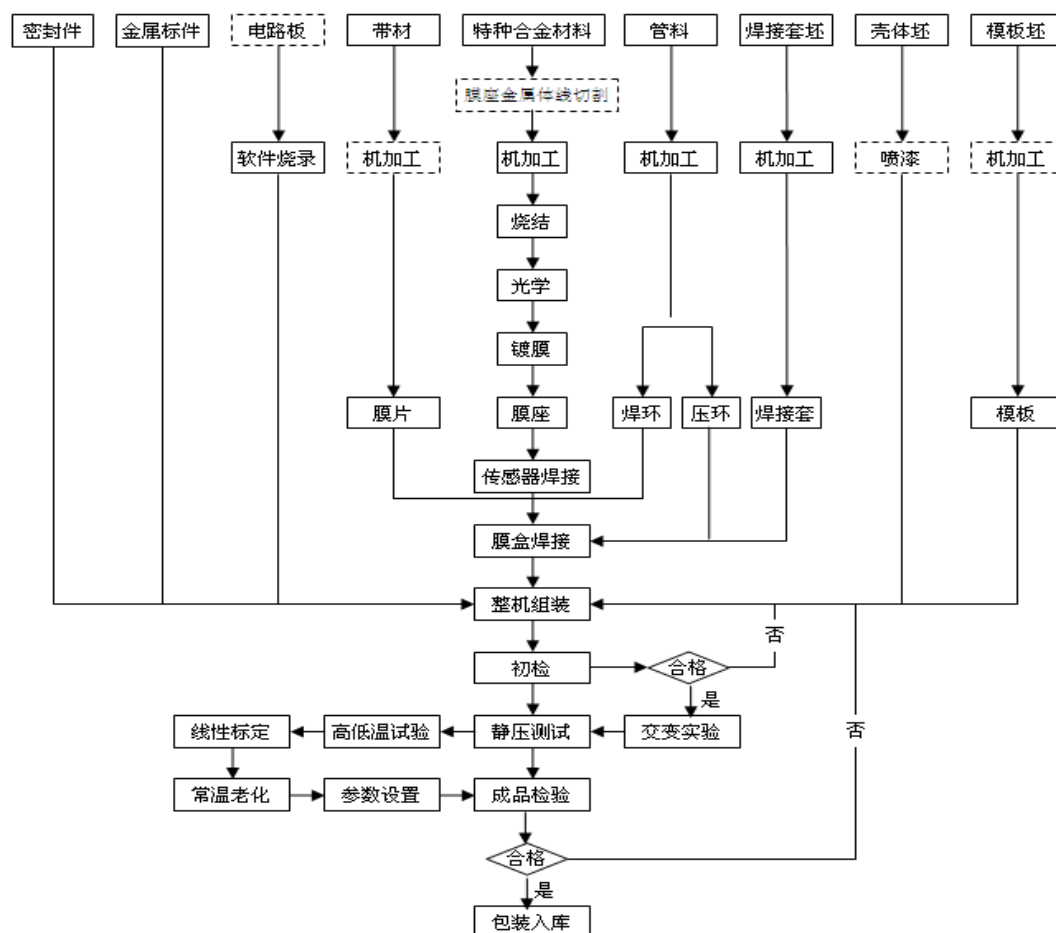 密封件
金属标件
电路板
带材
特种合金材料
管料
焊接套坯
壳体坯
模板坯
膜座金属体线切割
软件烧录
机加工
机加工
机加工
机加工
喷漆
机加工
烧结
光学
镀膜
膜片
膜座
焊环
压环
焊接套
模板
传感器焊接
膜盒焊接
整机组装
否
初检
合格
是
否
线性标定
高低温试验
静压测试
交变实验
常温老化
参数设置
成品检验
合格
是
包装入库